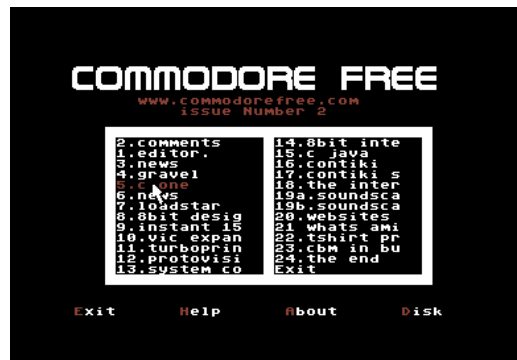 COMMODORE FREE
www.commodorefree.com
issue Number 2
2.comments
1.editor.
3.news
4.gravel
5.c one
6.news
7.loadstar
8.8bit desig
9.instant 15
10.vic expan
11.turboprin
12.protovisi
13.system co
14.8bit inte
15.c java
16.contiki
17.contiki s
18.the inter
19a.soundsca
19b.soundsca
20.websites
21 whats ami
22.tshirt pr
23.cbm in bu
24.the end
Exit
Exit Help About Disk